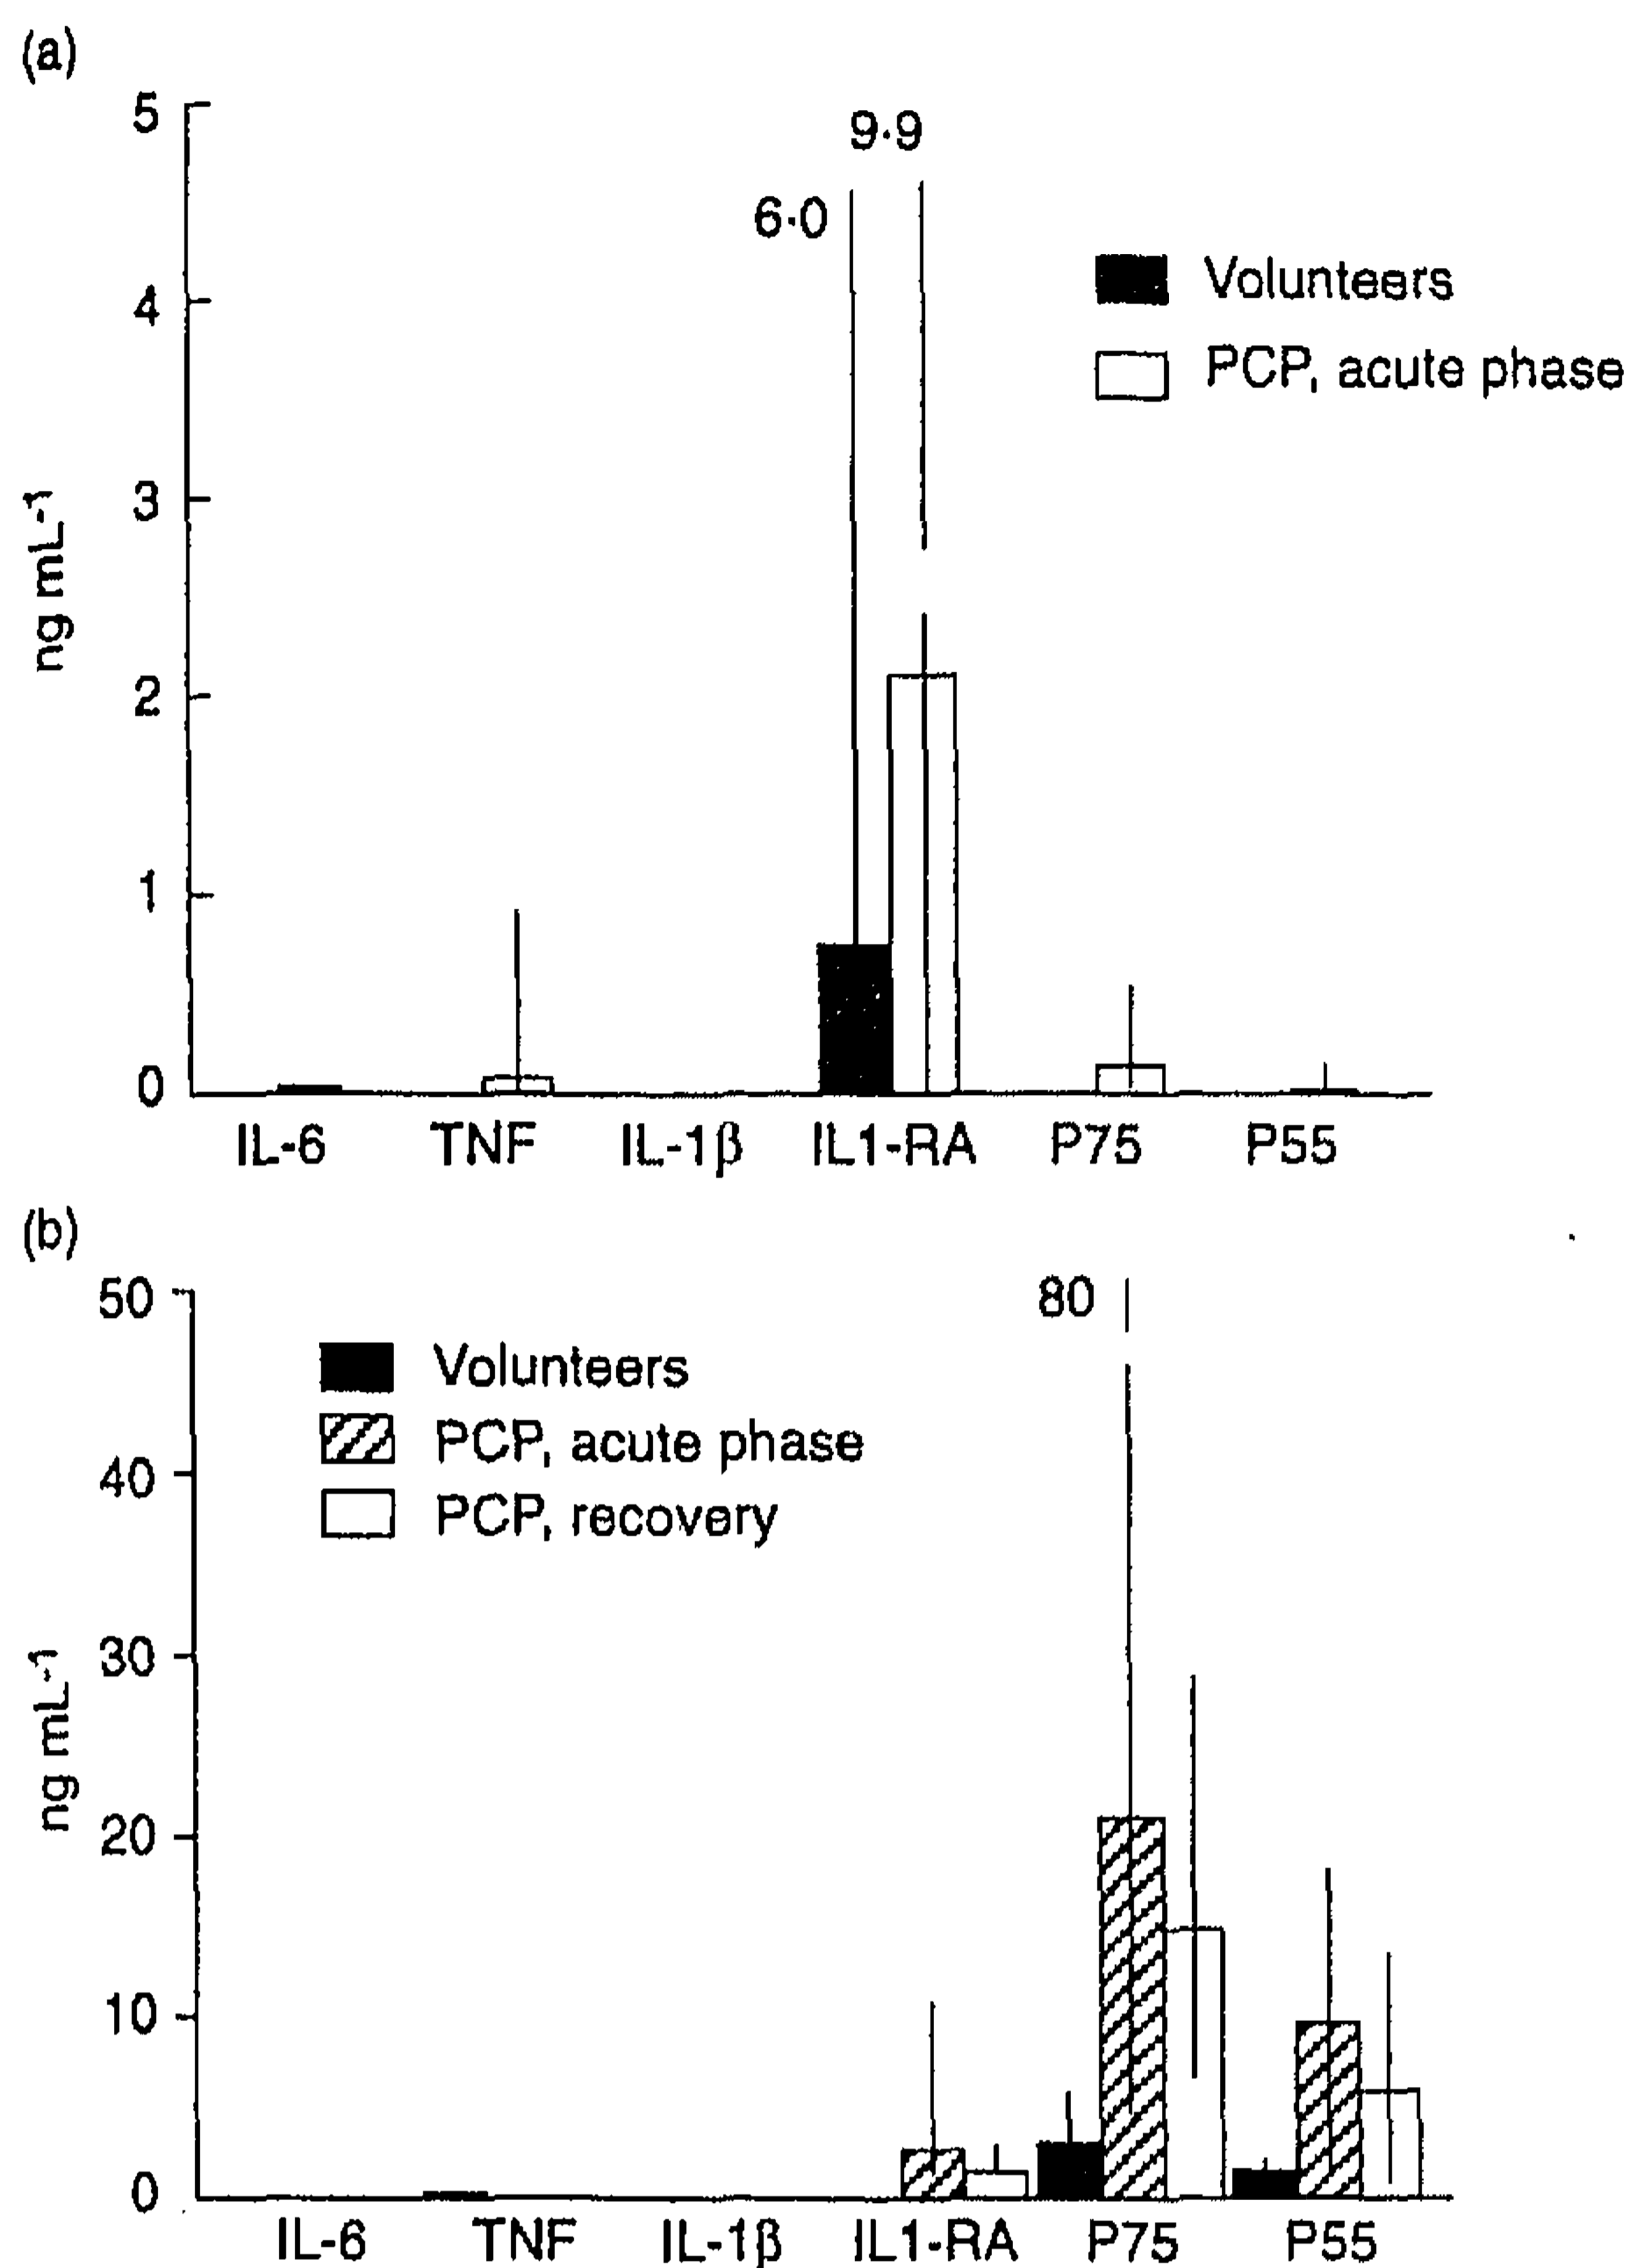 (a)
5
4
3
2
1
0
ng mL⁻¹
9·9
6·0
Volunteers
PCP, acute phase
IL-6 TNF IL-1β IL1-RA P75 P55
(b)
50
40
30
20
10
0
ng mL⁻¹
80
Volunteers
PCP, acute phase
PCP, recovery
IL-6 TNF IL-1β IL1-RA P75 P55